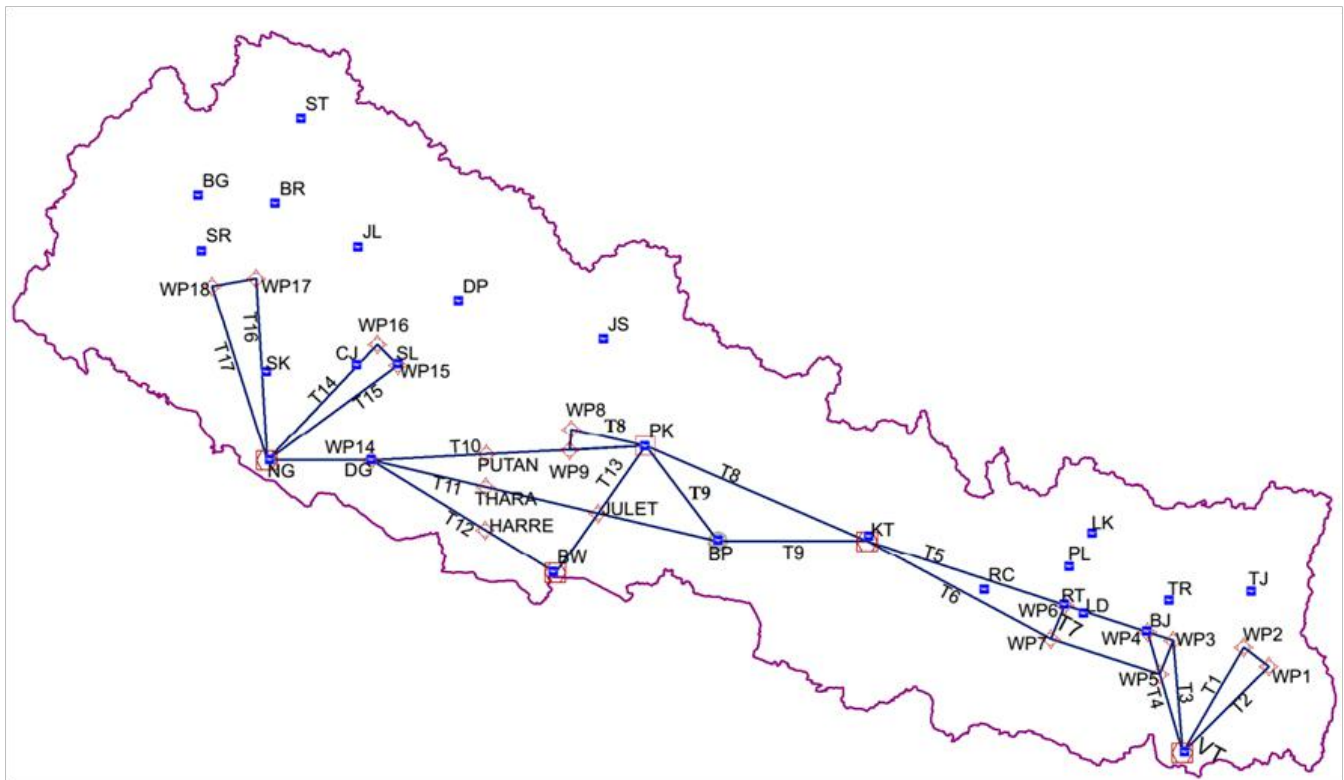 ST
BG
BR
SR
JL
WP18
WP17
DP
T16
T17
SK
WP16
CJ
SL
WP15
T14
T15
JS
NG
WP14
DG
T10
PUTAN
WP8
T8
PK
WP9
T13
T11
THARA
JULET
T12
HARRE
BW
T8
T9
BP
T9
KT
T5
T6
RC
LK
PL
RT
WP6
LD
T7
WP7
TR
TJ
BJ
WP4
WP3
WP5
T4
T3
WP2
WP1
T1
T2
VT